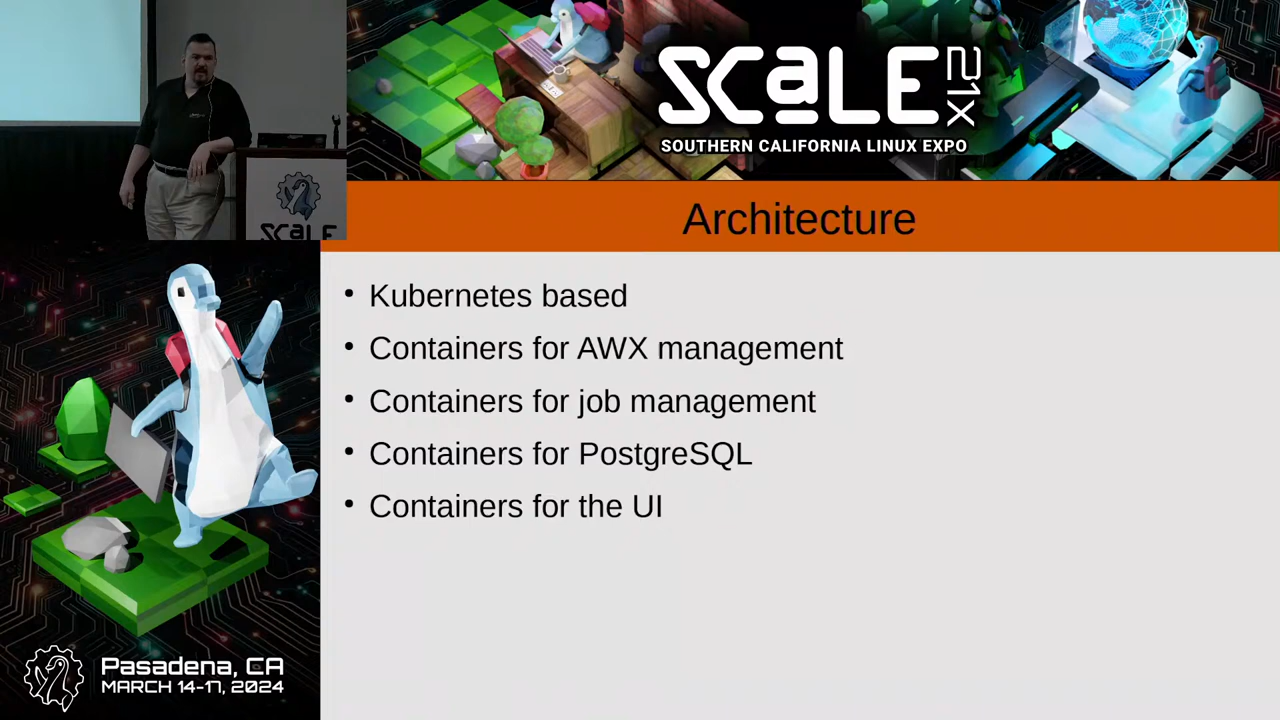 SCaLE 21X
SOUTHERN CALIFORNIA LINUX EXPO
Architecture
• Kubernetes based
• Containers for AWX management
• Containers for job management
• Containers for PostgreSQL
• Containers for the UI
SCaLE
Pasadena, CA
MARCH 14-17, 2024